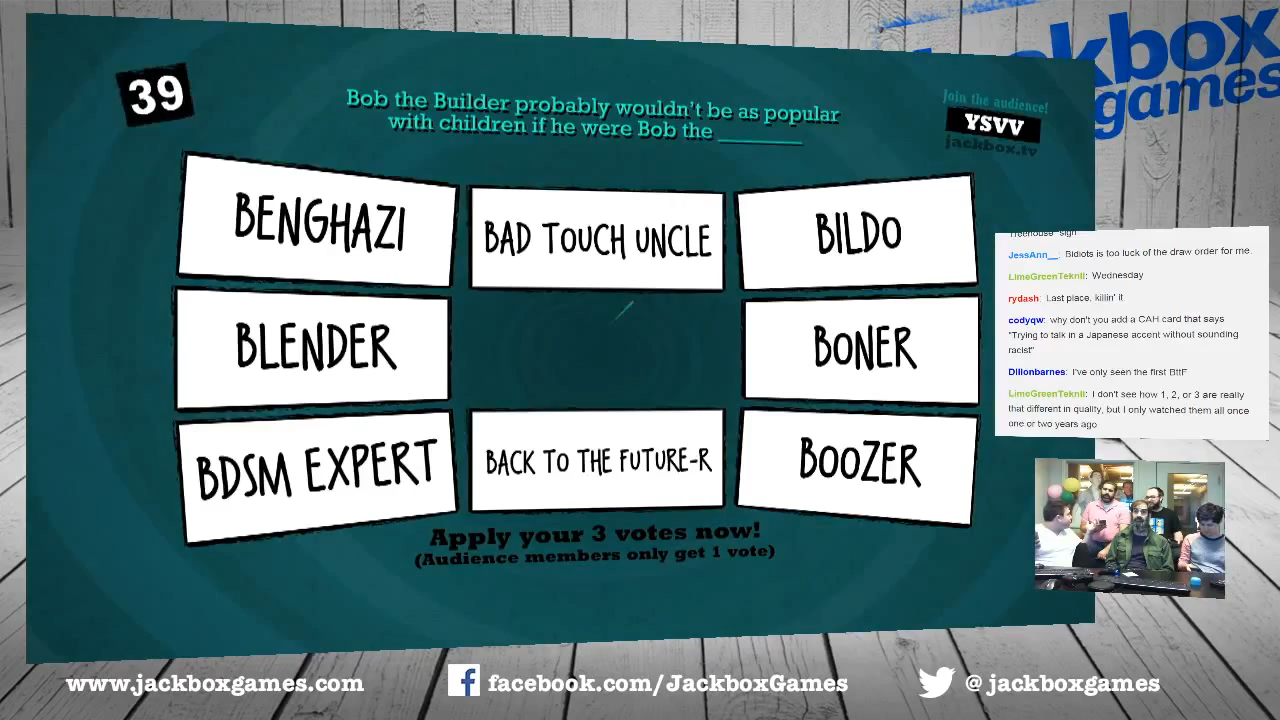 39
Bob the Builder probably wouldn't be as popular
with children if he were Bob the ________
Join the audience!
YSVV
jackbox.tv
jackbox
games
BENGHAZI
BAD TOUCH UNCLE
BILDO
BLENDER
BONER
BDSM EXPERT
BACK TO THE FUTURE-R
BOOZER
Apply your 3 votes now!
(Audience members only get 1 vote)
Treehouse" sign
JessAnn__: Bidiots is too luck of the draw order for me.
LimeGreenTeknii: Wednesday
rydash: Last place, killin' it
codyqw: why don't you add a CAH card that says
"Trying to talk in a Japanese accent without sounding
racist"
Dillonbarnes: I've only seen the first BttF
LimeGreenTeknii: I don't see how 1, 2, or 3 are really
that different in quality, but I only watched them all once
one or two years ago
www.jackboxgames.com
facebook.com/JackboxGames
@jackboxgames